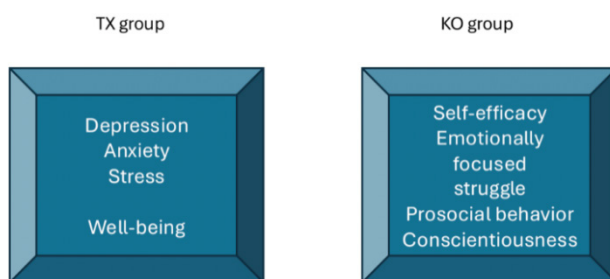 TX group
Depression
Anxiety
Stress
Well-being
KO group
Self-efficacy
Emotionally
focused
struggle
Prosocial behavior
Conscientiousness